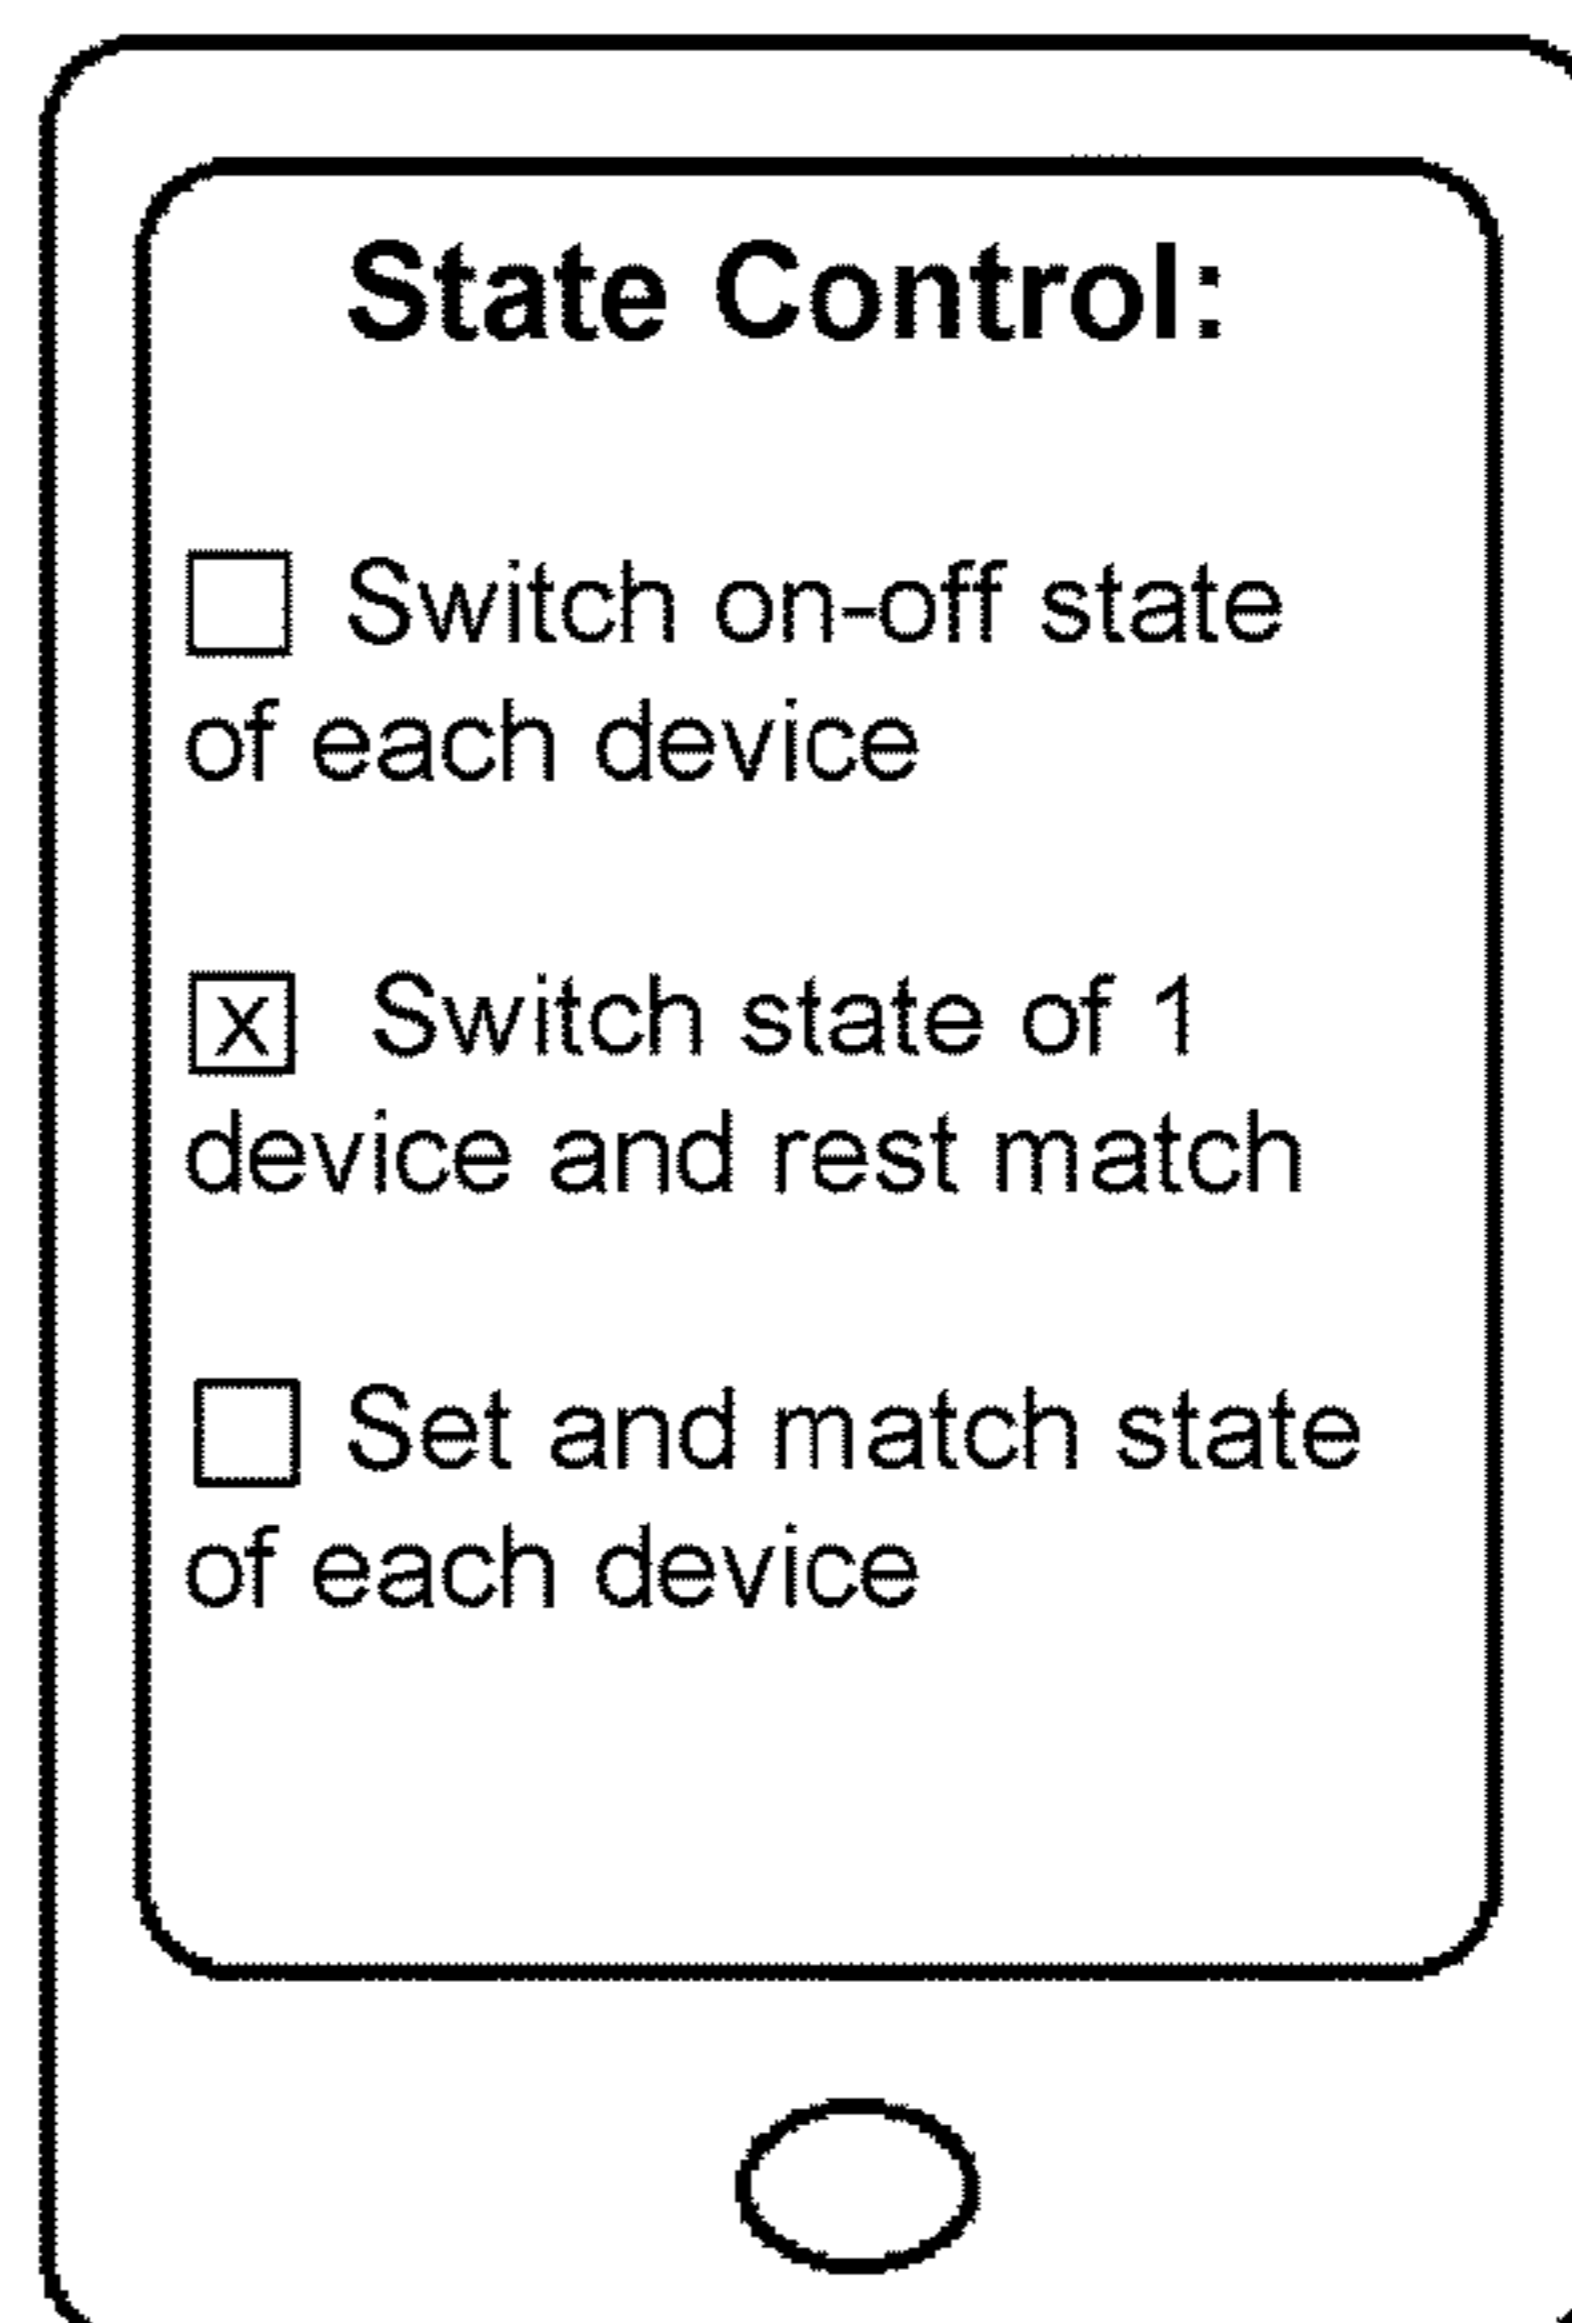 State Control:
Switch on-off state
of each device
x Switch state of 1
device and rest match
Set and match state
of each device